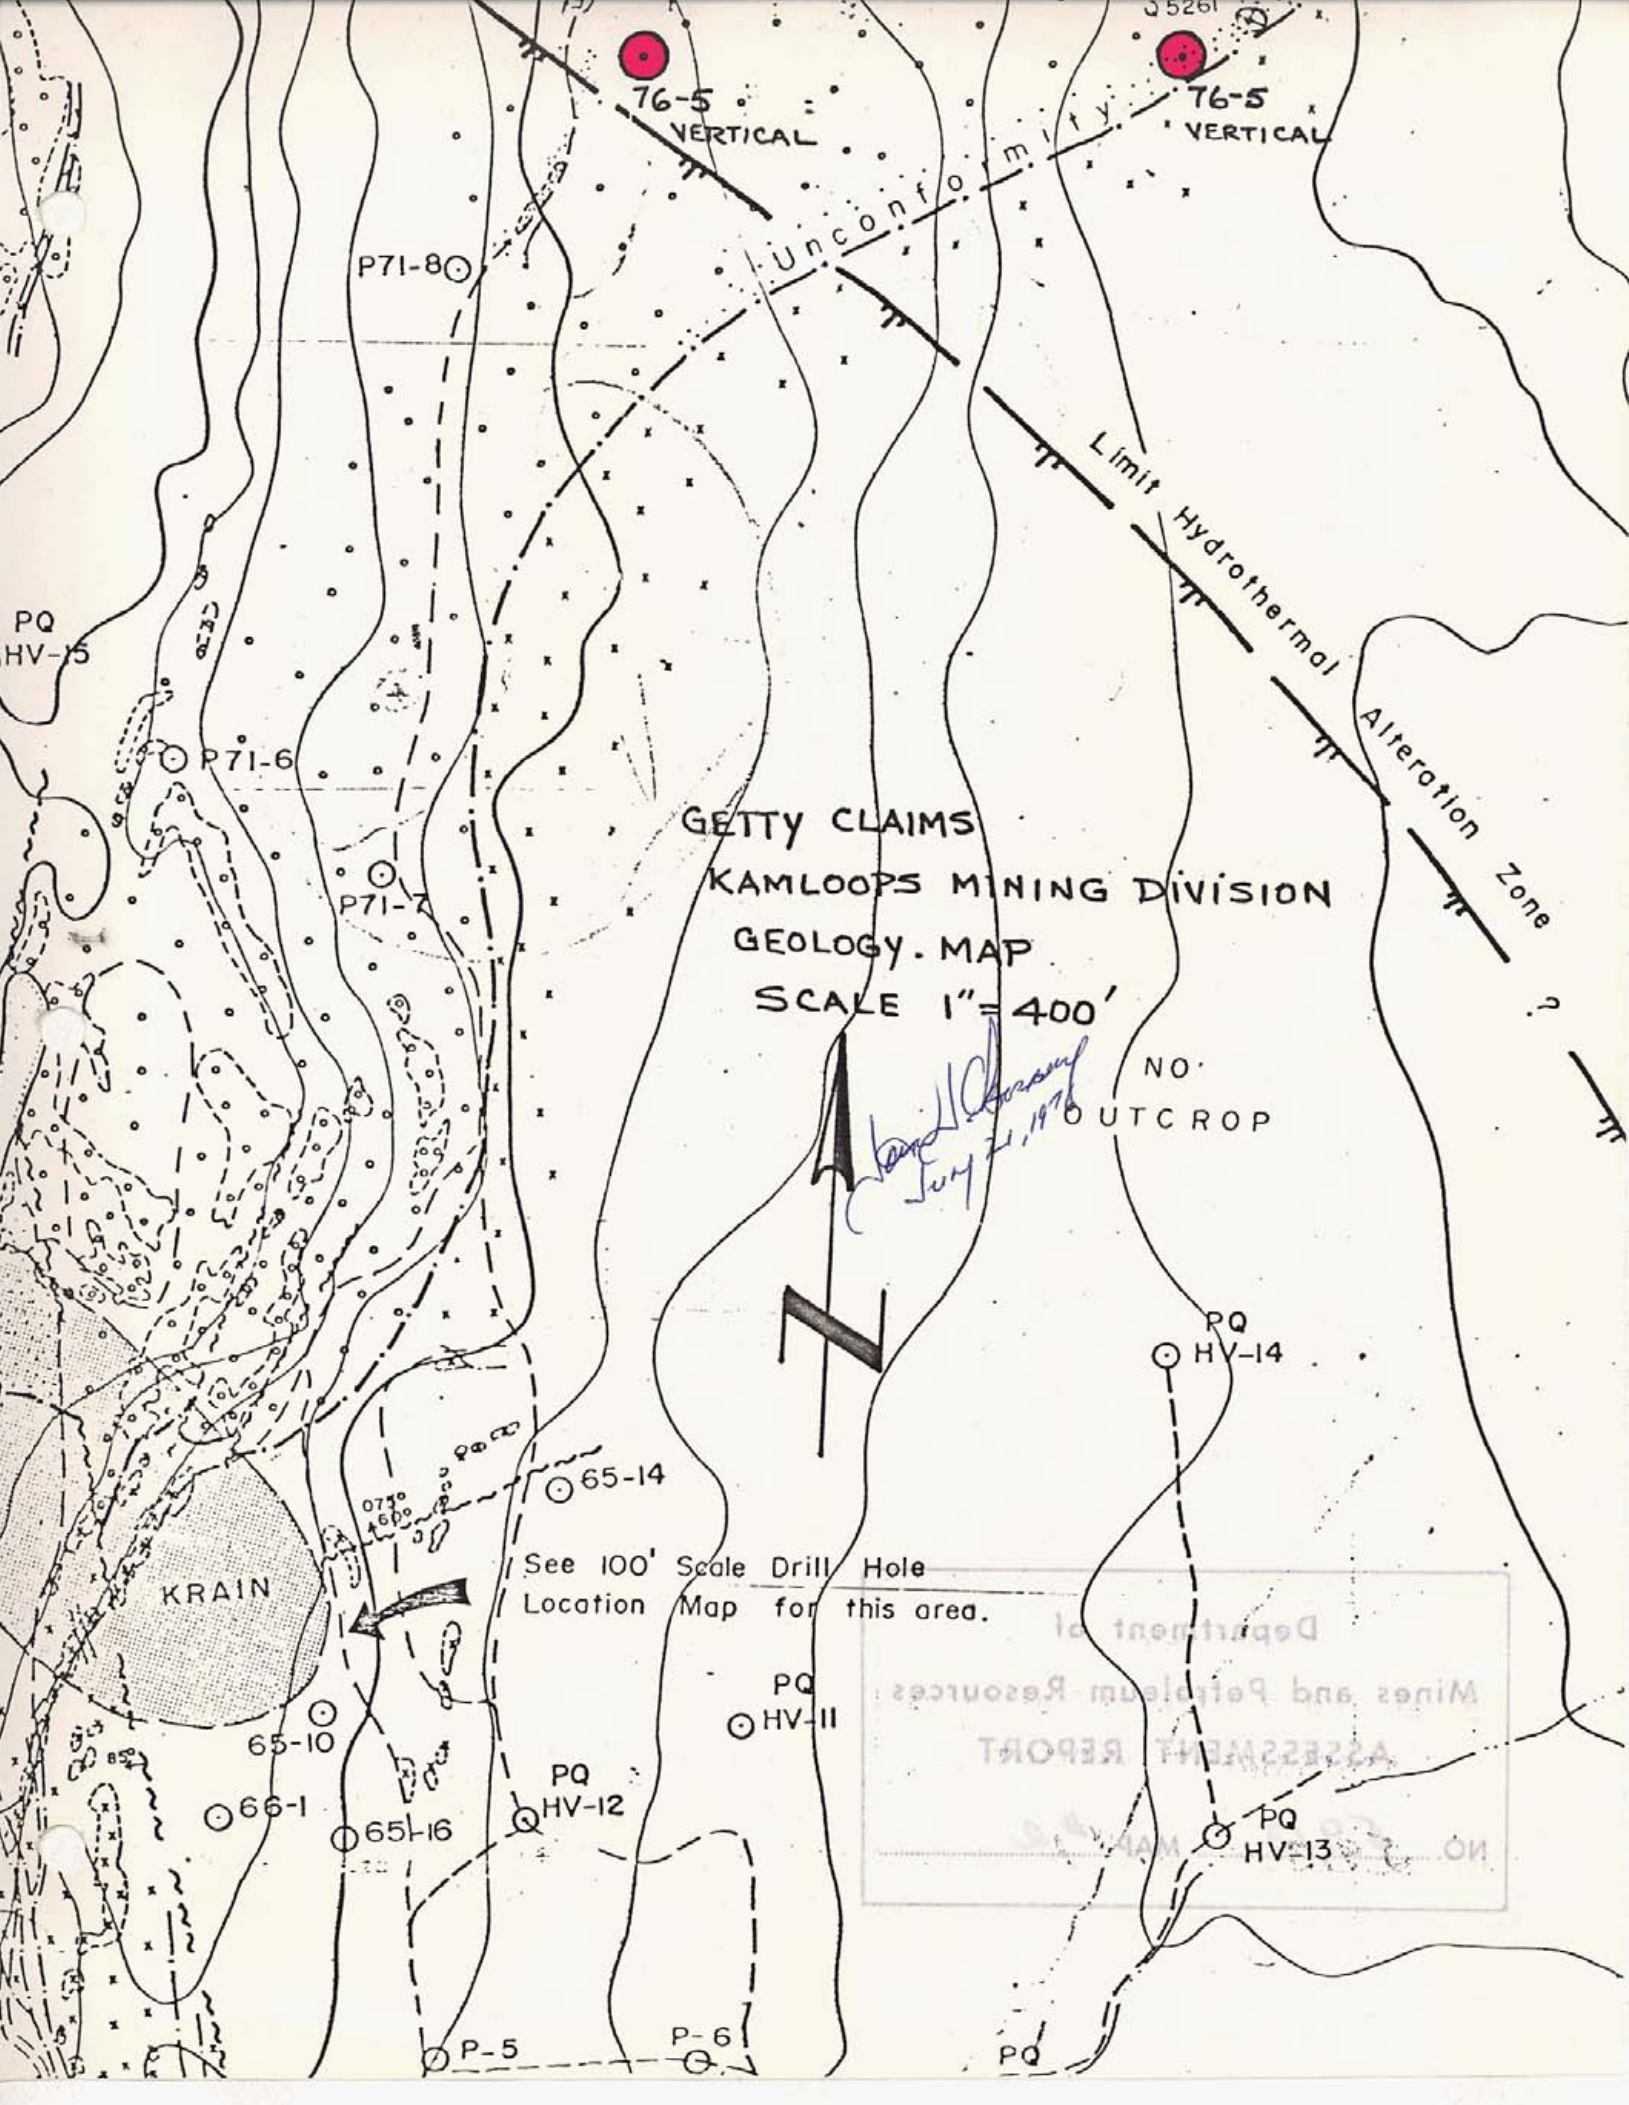 Q5261
76-5
VERTICAL
76-5
VERTICAL
Unconformity
P71-8
Limit Hydrothermal Alteration Zone ?
PQ
HV-15
P71-6
P71-7
GETTY CLAIMS
KAMLOOPS MINING DIVISION
GEOLOGY. MAP
SCALE 1"= 400'
NO
OUTCROP
N
PQ
HV-14
65-14
075°
60°
See 100' Scale Drill Hole
Location Map for this area.
KRAIN
Department of
Mines and Petroleum Resources
ASSESSMENT REPORT
NO MAP
PQ
HV-11
65-10
85°
PQ
HV-12
66-1
65-16
PQ
HV-13
P-5
P-6
PQ